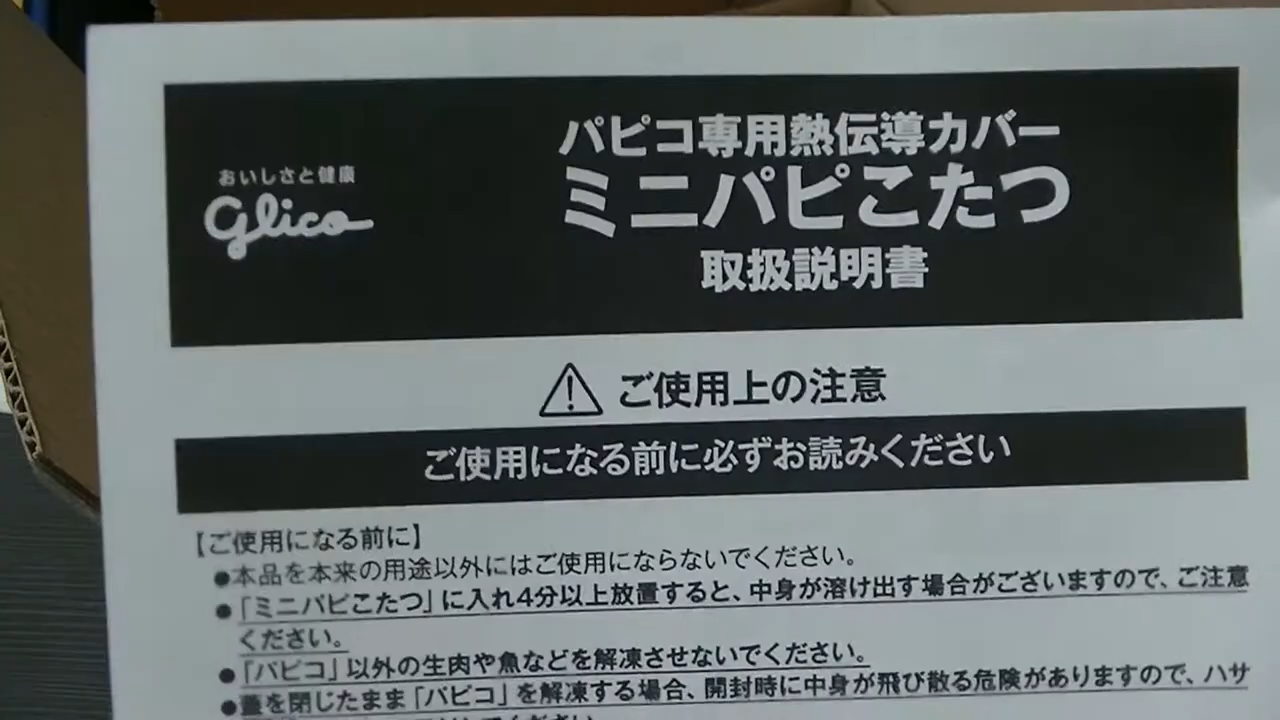 おいしさと健康
glico
パピコ専用熱伝導カバー
ミニパピこたつ
取扱説明書
ご使用上の注意
ご使用になる前に必ずお読みください
【ご使用になる前に】
●本品を本来の用途以外にはご使用にならないでください。
●「ミニパピこたつ」に入れ4分以上放置すると、中身が溶け出す場合がございますので、ご注意
ください。
●「パピコ」以外の生肉や魚などを解凍させないでください。
●蓋を閉じたまま「パピコ」を解凍する場合、開封時に中身が飛び散る危険がありますので、ハサ